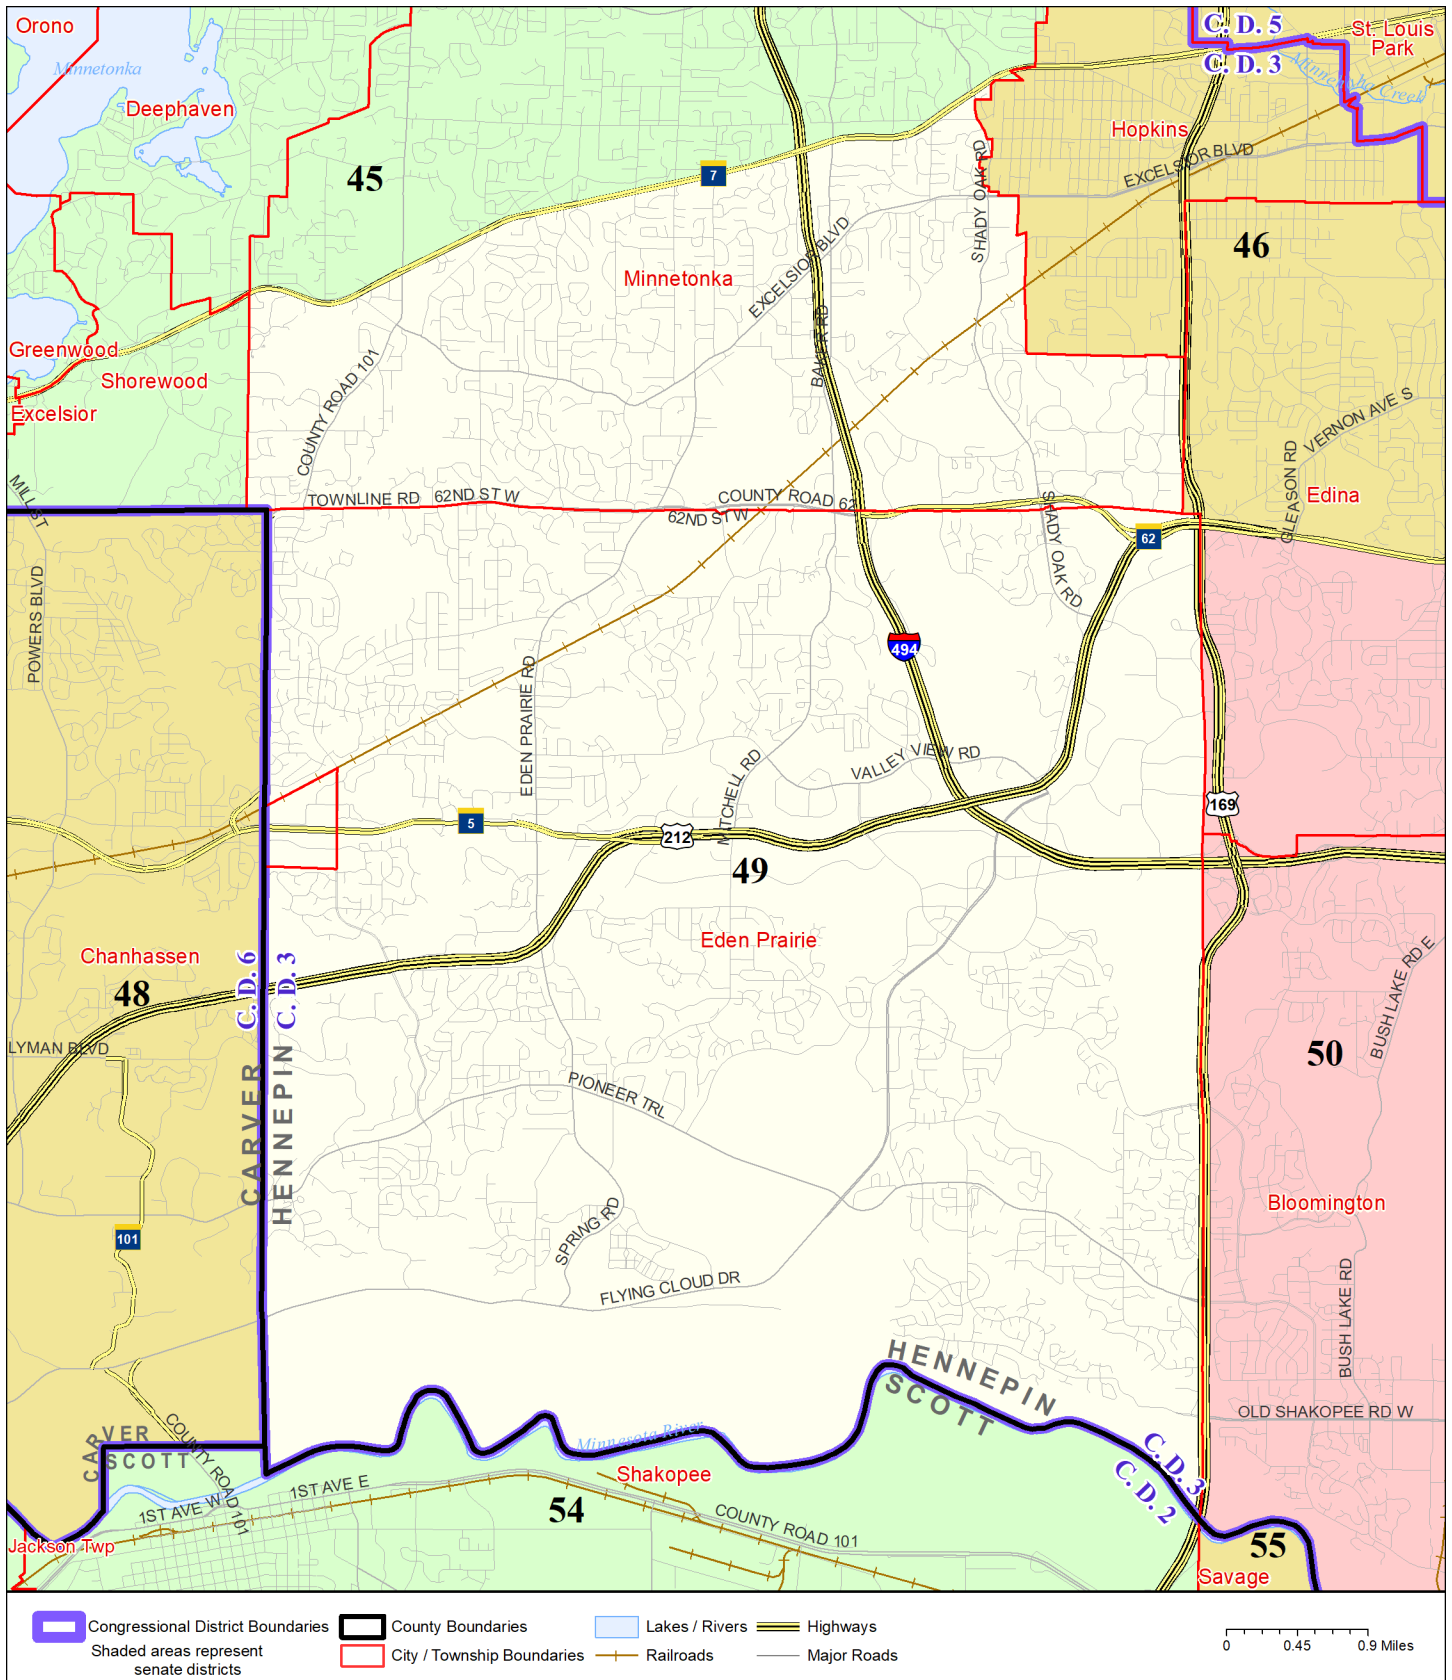 Orono
C. D. 5
St. Louis
Park
Minnetonka
C. D. 3
Minnehaha Creek
Deephaven
Hopkins
45
7
EXCELSIOR BLVD
SHADY OAK RD
46
Minnetonka
EXCELSIOR BLVD
BAKER RD
Greenwood
Shorewood
COUNTY ROAD 101
Excelsior
VERNON AVE S
GLEASON RD
Edina
MILL ST
TOWNLINE RD
62ND ST W
COUNTY ROAD 62
62ND ST W
SHADY OAK RD
62
POWERS BLVD
494
EDEN PRAIRIE RD
MITCHELL RD
VALLEY VIEW RD
169
5
212
49
Eden Prairie
Chanhassen
48
C. D. 6
C. D. 3
BUSH LAKE RD E
LYMAN BLVD
50
CARVER
HENNEPIN
PIONEER TRL
101
SPRING RD
Bloomington
FLYING CLOUD DR
BUSH LAKE RD
HENNEPIN
SCOTT
OLD SHAKOPEE RD W
CARVER
SCOTT
COUNTY ROAD 101
Minnesota River
C. D. 3
C. D. 2
Shakopee
1ST AVE W
1ST AVE E
54
COUNTY ROAD 101
55
Jackson Twp
Savage
Congressional District Boundaries
County Boundaries
Lakes / Rivers
Highways
Shaded areas represent
senate districts
City / Township Boundaries
Railroads
Major Roads
0 0.45 0.9 Miles